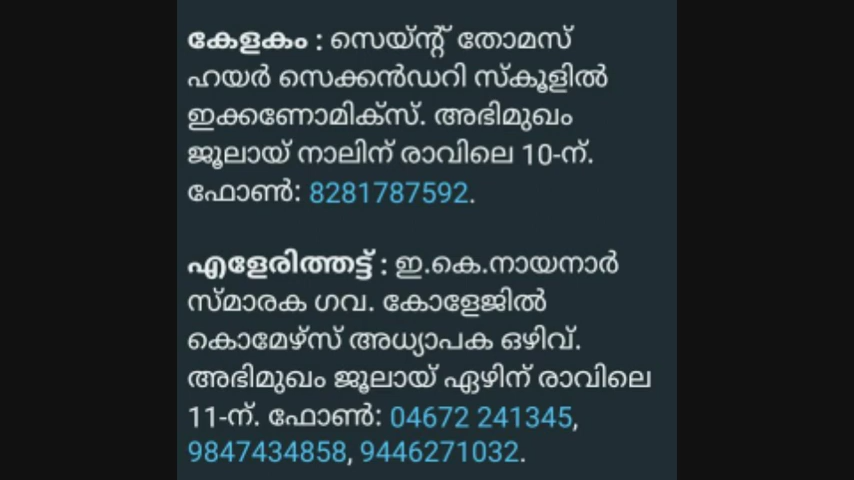 കേളകം : സെയ്ന്റ് തോമസ്
ഹയർ സെക്കൻഡറി സ്കൂളിൽ
ഇക്കണോമിക്സ്. അഭിമുഖം
ജൂലായ് നാലിന് രാവിലെ 10-ന്.
ഫോൺ: 8281787592.
എളേരിത്തട്ട് : ഇ.കെ.നായനാർ
സ്മാരക ഗവ. കോളേജിൽ
കൊമേഴ്സ് അധ്യാപക ഒഴിവ്.
അഭിമുഖം ജൂലായ് ഏഴിന് രാവിലെ
11-ന്. ഫോൺ: 04672 241345,
9847434858, 9446271032.